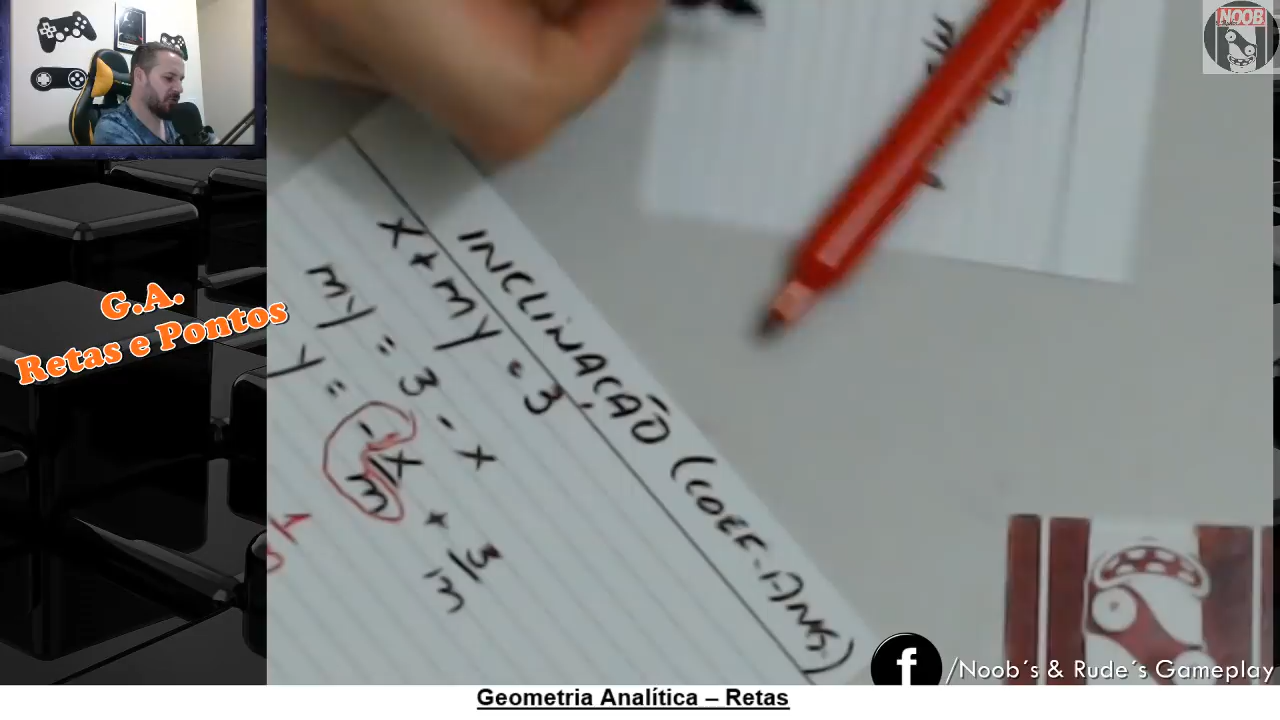 NOOB
G.A.
Retas e Pontos
INCLINAÇÃO (COEF. ANG)
x + my = 3
my = 3 - x
y = -x/m + 3/m
f /Noob´s & Rude´s Gameplay
Geometria Analítica – Retas